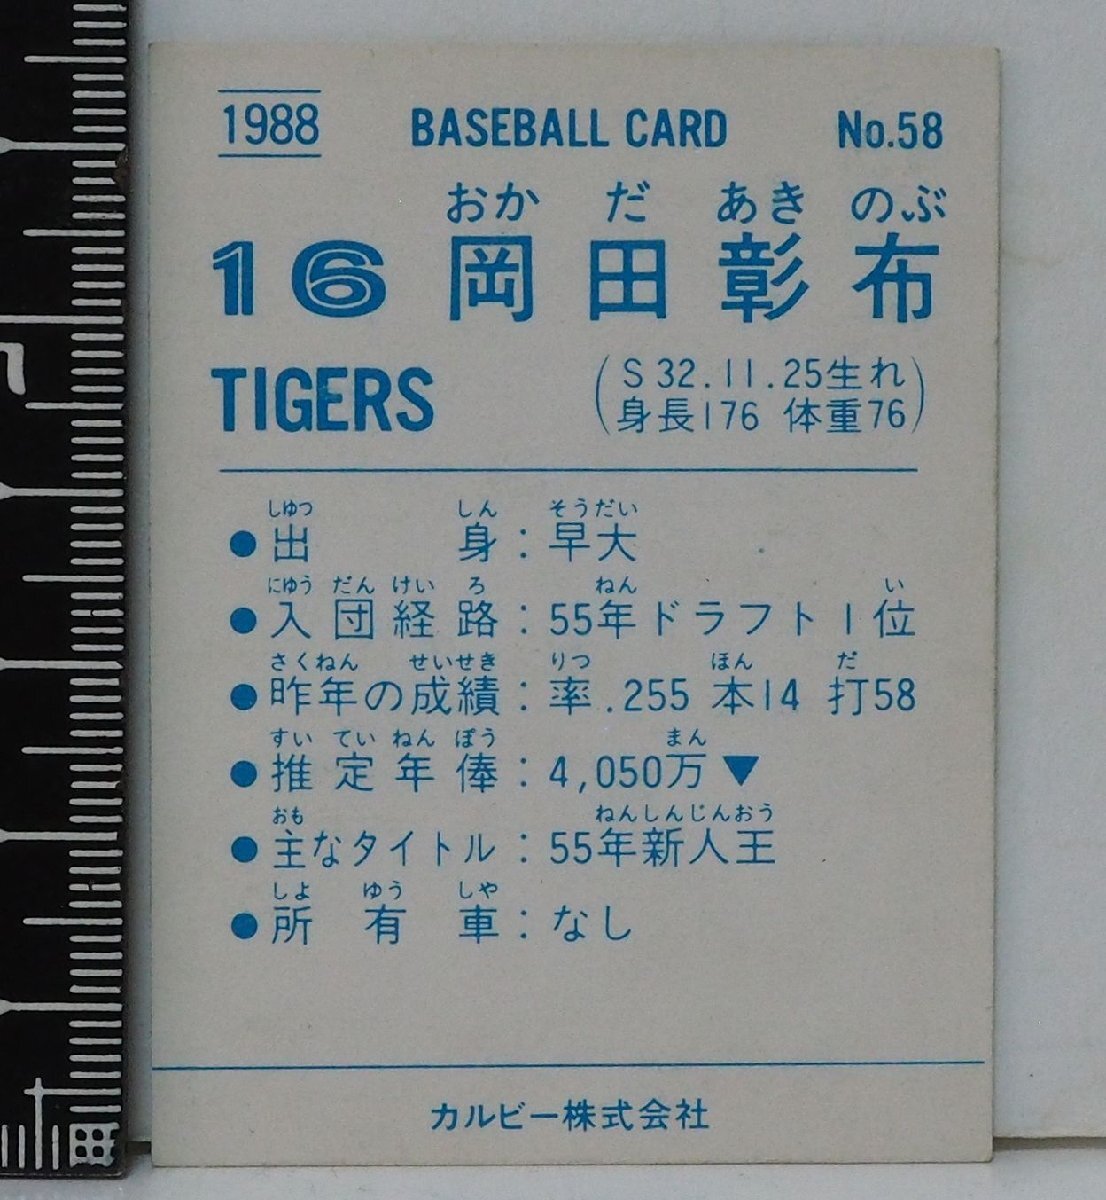 1988 BASEBALL CARD No.58
おか だ あき のぶ
16 岡田彰布
TIGERS
(S32.11.25生れ
身長176 体重76)
しゆつ しん そうだい
●出身：早大
にゆう だん けい ろ ねん い
●入団経路：55年ドラフト1位
さくねん せいせき りつ ほん だ
●昨年の成績：率.255 本14 打58
すい てい ねん ぽう まん
●推定年俸：4,050万▼
おも ねんしんじんおう
●主なタイトル：55年新人王
しよ ゆう しや
●所有車：なし
カルビー株式会社